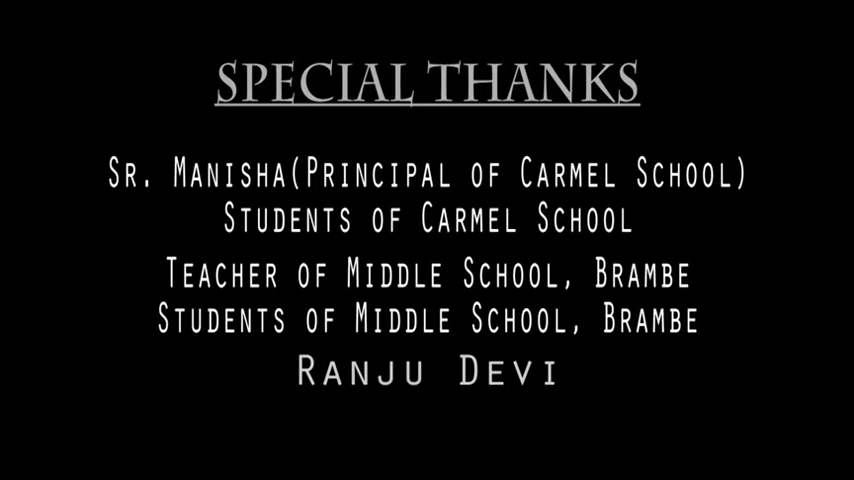 SPECIAL THANKS
SR. MANISHA(PRINCIPAL OF CARMEL SCHOOL)
STUDENTS OF CARMEL SCHOOL
TEACHER OF MIDDLE SCHOOL, BRAMBE
STUDENTS OF MIDDLE SCHOOL, BRAMBE
RANJU DEVI